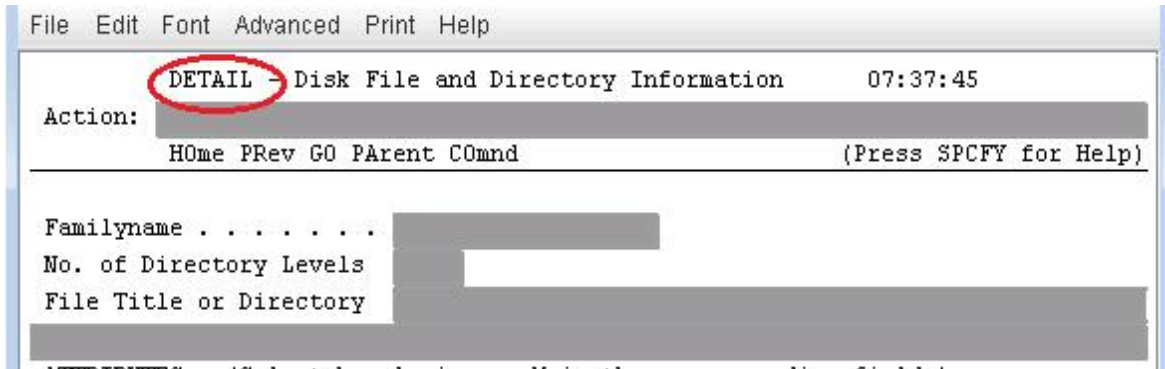 File Edit Font Advanced Print Help
DETAIL - Disk File and Directory Information 07:37:45
Action:
HOme PRev GO PArent COmnd (Press SPCFY for Help)
Familyname . . . . . . .
No. of Directory Levels
File Title or Directory